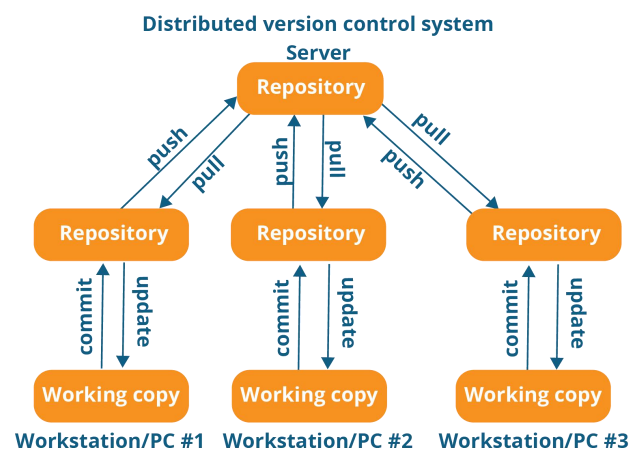 Distributed version control system
Server
Repository
push
pull
push
pull
push
pull
Repository
Repository
Repository
commit
update
commit
update
commit
update
Working copy
Working copy
Working copy
Workstation/PC #1
Workstation/PC #2
Workstation/PC #3